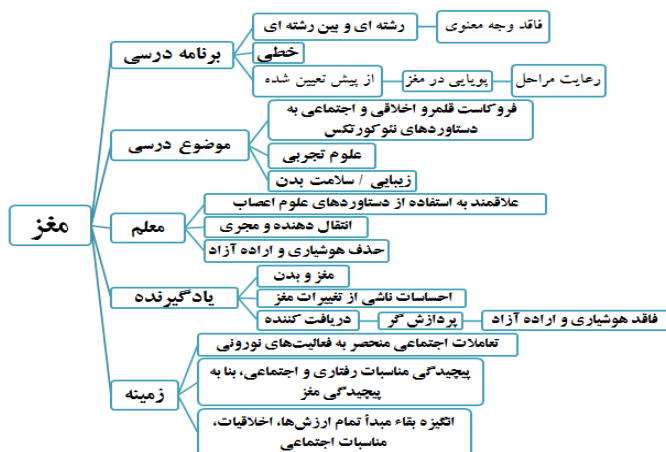 مغز
برنامه درسی
رشته ای و بین رشته ای
فاقد وجه معنوی
خطی
از پیش تعیین شده
پویایی در مغز
رعایت مراحل
موضوع درسی
فروکاست قلمرو اخلاقی و اجتماعی به
دستاوردهای نئوکورتکس
علوم تجربی
زیبایی / سلامت بدن
معلم
علاقمند به استفاده از دستاوردهای علوم اعصاب
انتقال دهنده و مجری
حذف هوشیاری و اراده آزاد
یادگیرنده
مغز و بدن
احساسات ناشی از تغییرات مغز
دریافت کننده
پردازش گر
فاقد هوشیاری و اراده آزاد
زمینه
تعاملات اجتماعی منحصر به فعالیت‌های نورونی
پیچیدگی مناسبات رفتاری و اجتماعی، بنا به
پیچیدگی مغز
انگیزه بقاء مبدأ تمام ارزش‌ها، اخلاقیات،
مناسبات اجتماعی